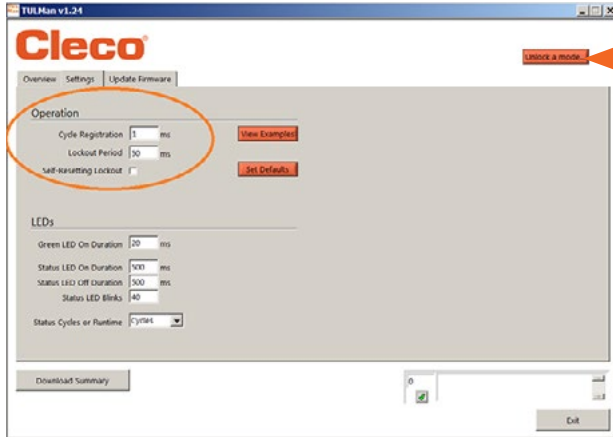 TULMan v1.24
Cleco
Unlock a mode...
Overview Settings Update Firmware
Operation
Cycle Registration 1 ms View Examples
Lockout Period 50 ms
Self-Resetting Lockout Set Defaults
LEDs
Green LED On Duration 20 ms
Status LED On Duration 500 ms
Status LED Off Duration 500 ms
Status LED Blinks 40
Status Cycles or Runtime Cycles
Download Summary
0
Exit